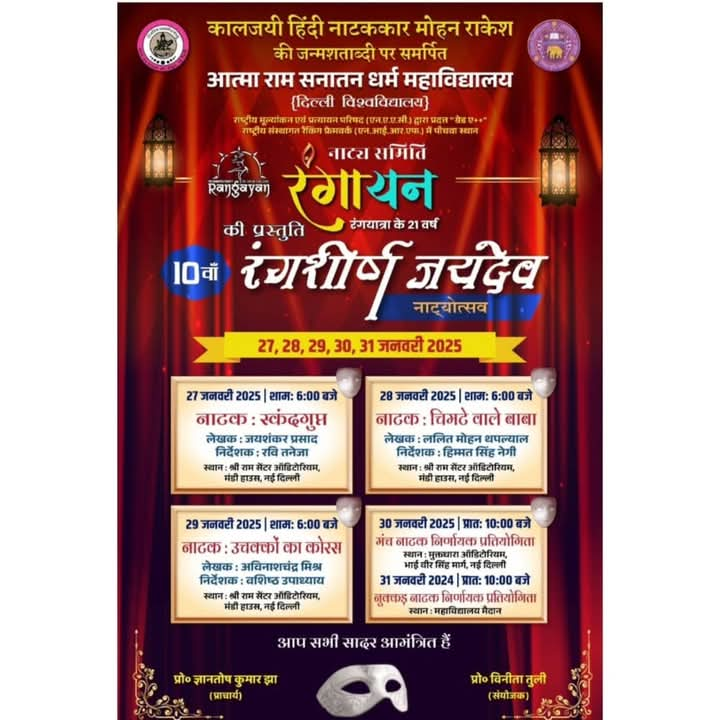 कालजयी हिंदी नाटककार मोहन राकेश
की जन्मशताब्दी पर समर्पित
आत्मा राम सनातन धर्म महाविद्यालय
{दिल्ली विश्वविद्यालय}
राष्ट्रीय मूल्यांकन एवं प्रत्यायन परिषद (एन.ए.ए.सी.) द्वारा प्रदत्त "ग्रेड ए++"
राष्ट्रीय संस्थागत रैंकिंग फ्रेमवर्क (एन.आई.आर.एफ.) में पाँचवा स्थान
नाट्य समिति
Rangayan
रंगायन
रंगयात्रा के 21 वर्ष
की प्रस्तुति
10वाँ
रंगशीर्ष जयदेव
नाट्योत्सव
27, 28, 29, 30, 31 जनवरी 2025
27 जनवरी 2025 | शाम: 6:00 बजे
नाटक : स्कंदगुप्त
लेखक : जयशंकर प्रसाद
निर्देशक : रवि तनेजा
स्थान : श्री राम सेंटर ऑडिटोरियम,
मंडी हाउस, नई दिल्ली
28 जनवरी 2025 | शाम: 6:00 बजे
नाटक : चिमटे वाले बाबा
लेखक : ललित मोहन थपल्याल
निर्देशक : हिम्मत सिंह नेगी
स्थान : श्री राम सेंटर ऑडिटोरियम,
मंडी हाउस, नई दिल्ली
29 जनवरी 2025 | शाम: 6:00 बजे
नाटक : उचक्कों का कोरस
लेखक : अविनाशचंद्र मिश्र
निर्देशक : वशिष्ठ उपाध्याय
स्थान : श्री राम सेंटर ऑडिटोरियम,
मंडी हाउस, नई दिल्ली
30 जनवरी 2025 | प्रात: 10:00 बजे
मंच नाटक निर्णायक प्रतियोगिता
स्थान : मुक्तधारा ऑडिटोरियम,
भाई वीर सिंह मार्ग, नई दिल्ली
31 जनवरी 2024 | प्रात: 10:00 बजे
नुक्कड़ नाटक निर्णायक प्रतियोगिता
स्थान : महाविद्यालय मैदान
आप सभी सादर आमंत्रित हैं
प्रो० ज्ञानतोष कुमार झा
(प्राचार्य)
प्रो० विनीता तुली
(संयोजक)